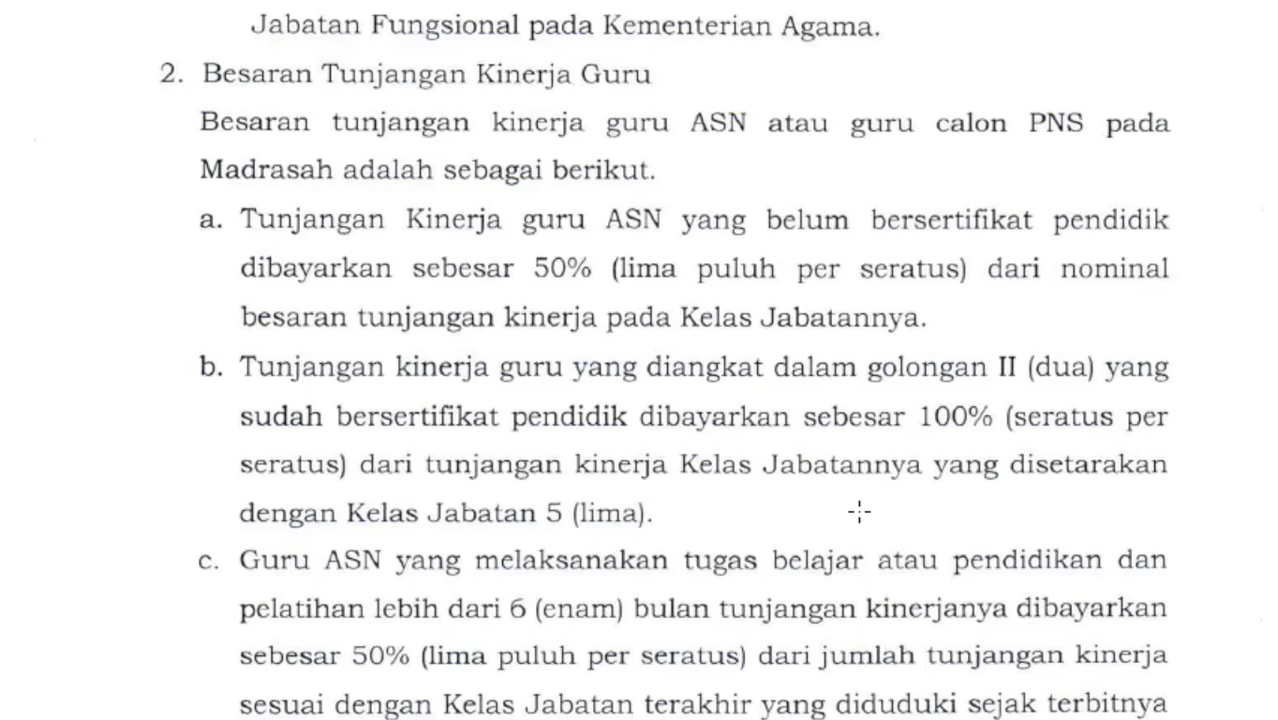 Jabatan Fungsional pada Kementerian Agama.
2. Besaran Tunjangan Kinerja Guru
Besaran tunjangan kinerja guru ASN atau guru calon PNS pada
Madrasah adalah sebagai berikut.
a. Tunjangan Kinerja guru ASN yang belum bersertifikat pendidik
dibayarkan sebesar 50% (lima puluh per seratus) dari nominal
besaran tunjangan kinerja pada Kelas Jabatannya.
b. Tunjangan kinerja guru yang diangkat dalam golongan II (dua) yang
sudah bersertifikat pendidik dibayarkan sebesar 100% (seratus per
seratus) dari tunjangan kinerja Kelas Jabatannya yang disetarakan
dengan Kelas Jabatan 5 (lima).
c. Guru ASN yang melaksanakan tugas belajar atau pendidikan dan
pelatihan lebih dari 6 (enam) bulan tunjangan kinerjanya dibayarkan
sebesar 50% (lima puluh per seratus) dari jumlah tunjangan kinerja
sesuai dengan Kelas Jabatan terakhir yang diduduki sejak terbitnya